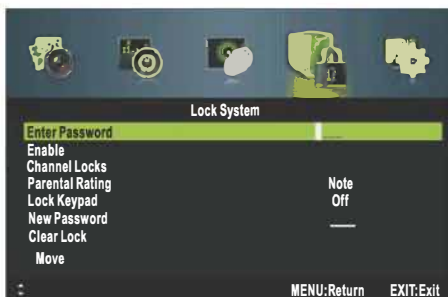 Lock System
Enter Password
Enable
Channel Locks
Parental Rating Note
Lock Keypad Off
New Password
Clear Lock
Move
MENU:Return EXIT:Exit